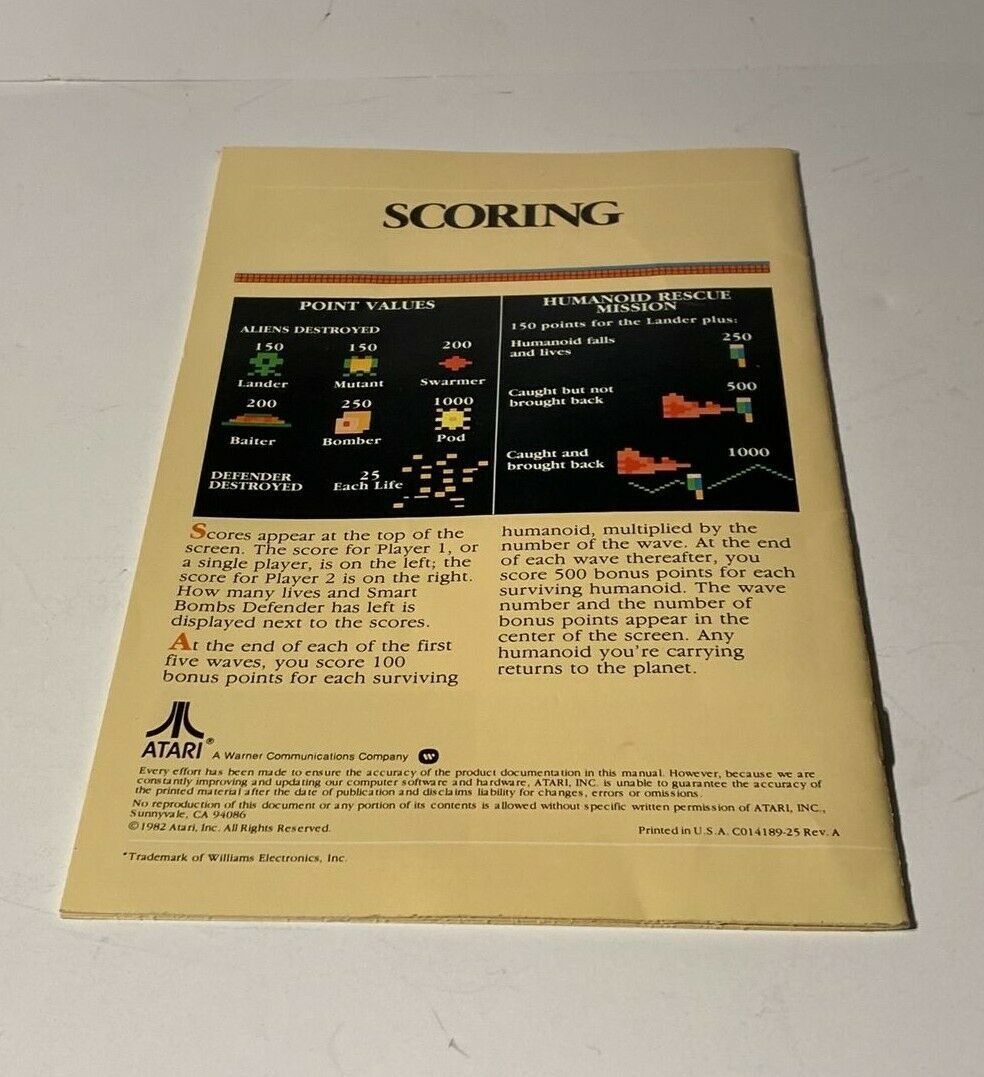 SCORING
POINT VALUES
ALIENS DESTROYED
150 150 200
Lander Mutant Swarmer
200 250 1000
Baiter Bomber Pod
DEFENDER
DESTROYED
25
Each Life
HUMANOID RESCUE
MISSION
150 points for the Lander plus:
Humanoid falls
and lives
250
Caught but not
brought back
500
Caught and
brought back
1000
Scores appear at the top of the
screen. The score for Player 1, or
a single player, is on the left; the
score for Player 2 is on the right.
How many lives and Smart
Bombs Defender has left is
displayed next to the scores.
At the end of each of the first
five waves, you score 100
bonus points for each surviving
humanoid, multiplied by the
number of the wave. At the end
of each wave thereafter, you
score 500 bonus points for each
surviving humanoid. The wave
number and the number of
bonus points appear in the
center of the screen. Any
humanoid you're carrying
returns to the planet.
ATARI® A Warner Communications Company
Every effort has been made to ensure the accuracy of the product documentation in this manual. However, because we are
constantly improving and updating our computer software and hardware, ATARI, INC. is unable to guarantee the accuracy of
the printed material after the date of publication and disclaims liability for changes, errors or omissions.
No reproduction of this document or any portion of its contents is allowed without specific written permission of ATARI, INC.,
Sunnyvale, CA 94086
© 1982 Atari, Inc. All Rights Reserved.
Printed in U.S.A. C014189-25 Rev. A
*Trademark of Williams Electronics, Inc.